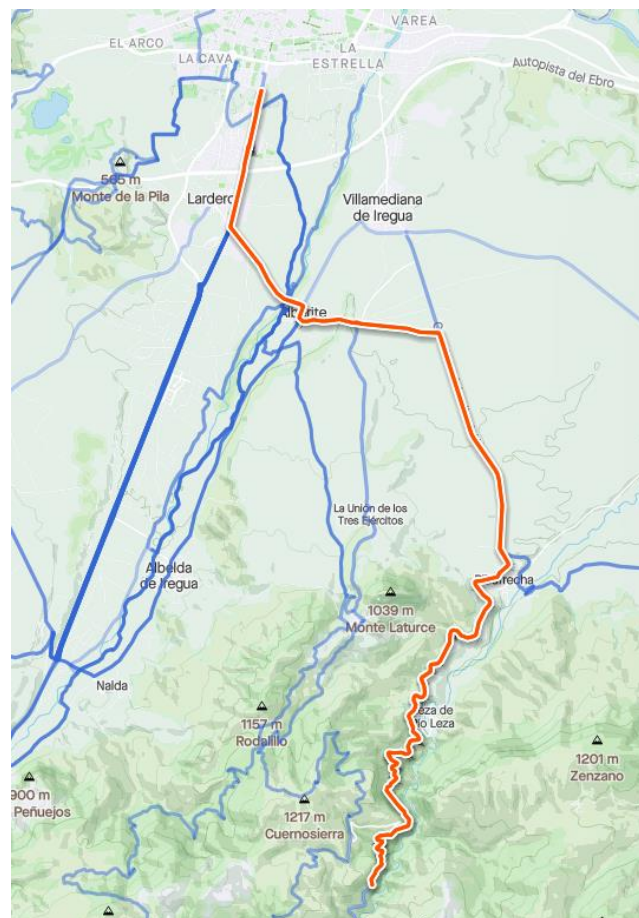 VAREA
EL ARCO
LA CAVA
LA
ESTRELLA
Autopista del Ebro
565 m
Monte de la Pila
Lardero
Villamediana
de Iregua
La Unión de los
Tres Ejércitos
Albelda
de Iregua
1039 m
Monte Laturce
Nalda
1157 m
Rodalillo
1201 m
Zenzano
900 m
Peñuejos
1217 m
Cuernosierra